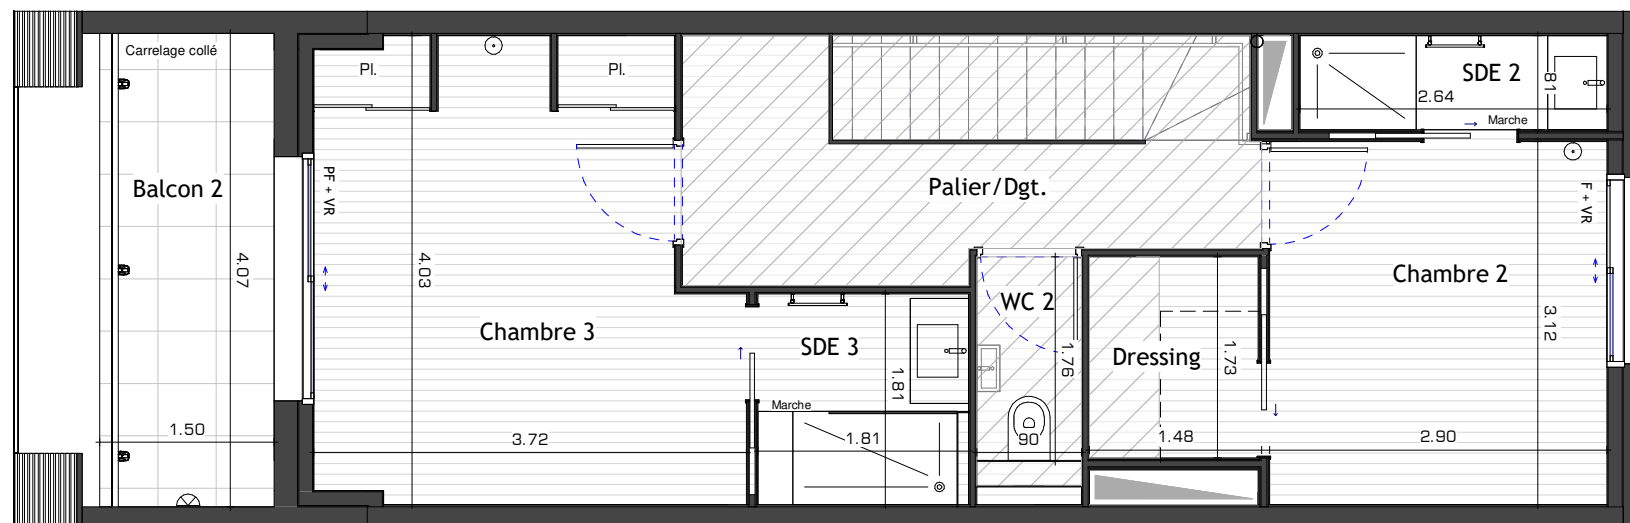 Carrelage collé
Pl.
Pl.
SDE 2
.81
2.64
Marche
Balcon 2
PF + VR
Palier/Dgt.
F + VR
4.07
4.03
Chambre 2
WC 2
Chambre 3
SDE 3
3.12
Dressing
1.76
1.73
1.81
Marche
1.50
3.72
1.81
90
1.48
2.90